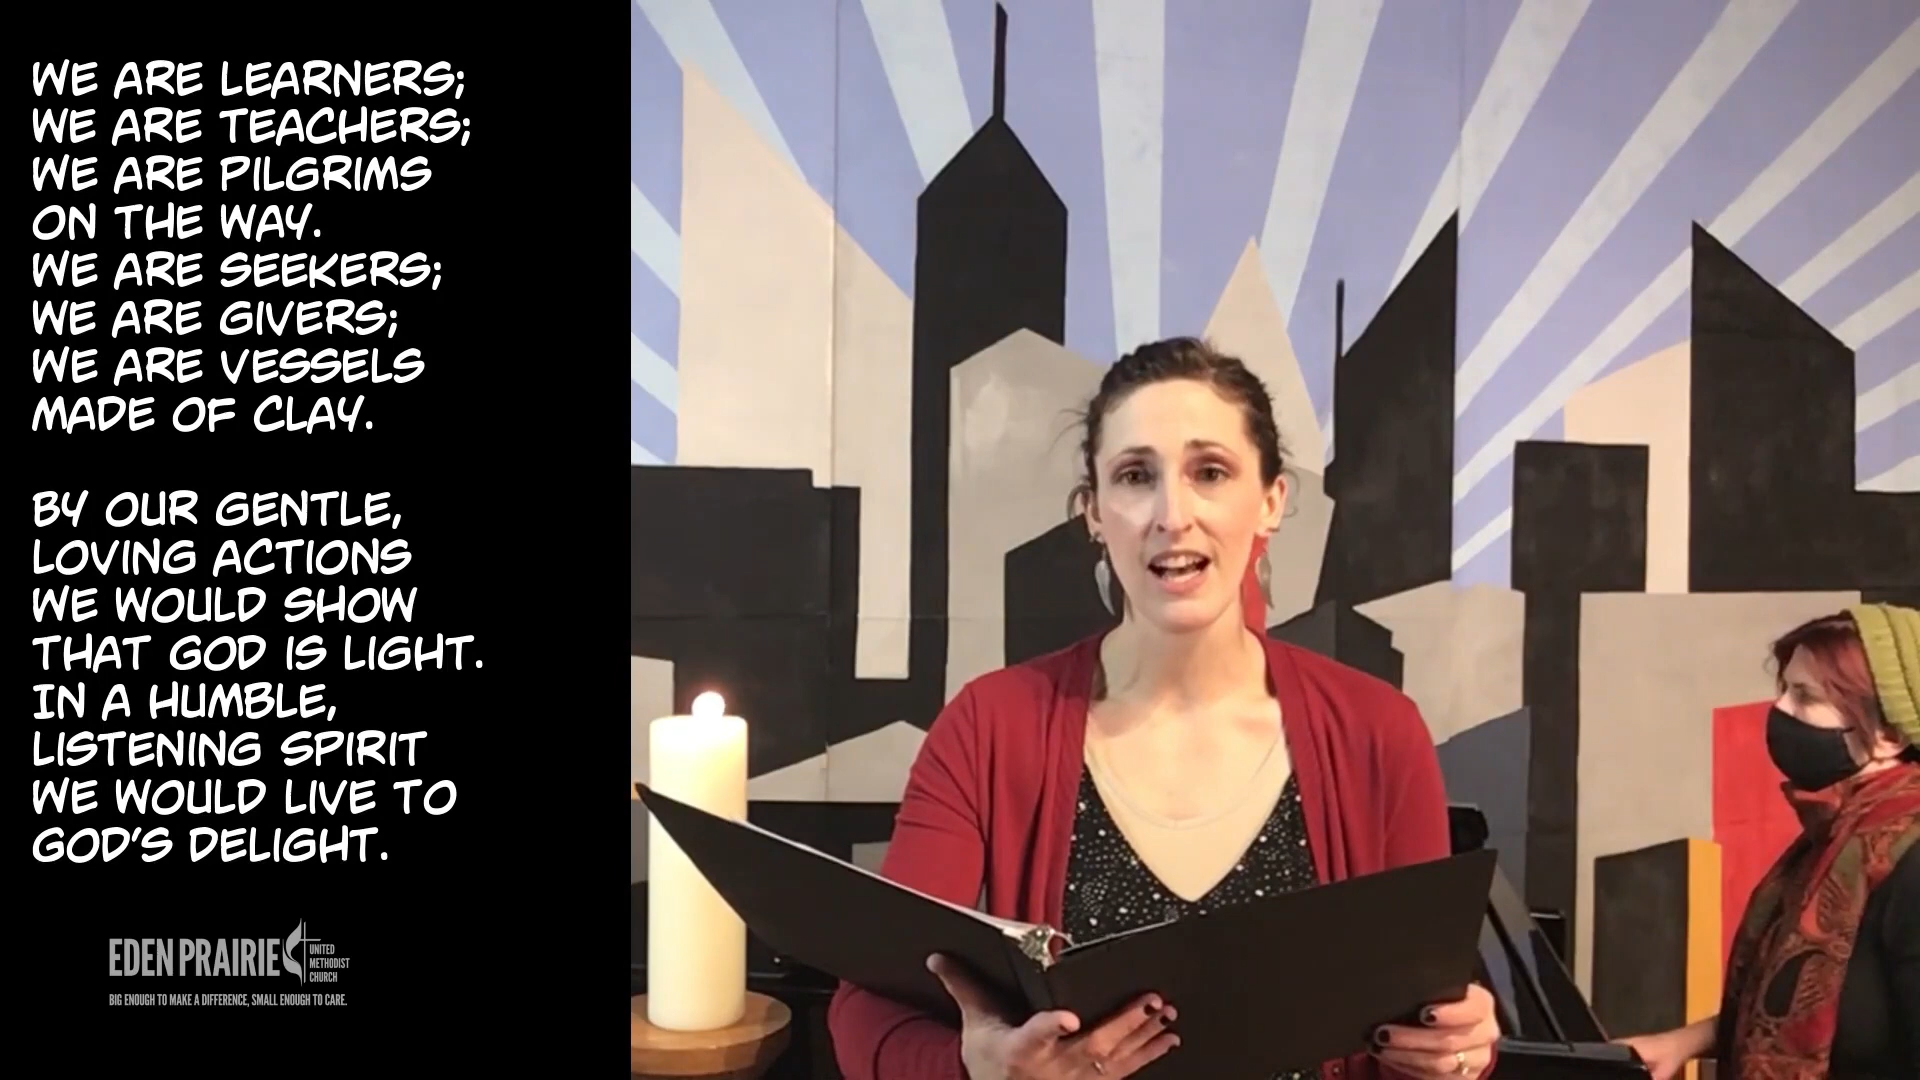 WE ARE LEARNERS;
WE ARE TEACHERS;
WE ARE PILGRIMS
ON THE WAY.
WE ARE SEEKERS;
WE ARE GIVERS;
WE ARE VESSELS
MADE OF CLAY.
BY OUR GENTLE,
LOVING ACTIONS
WE WOULD SHOW
THAT GOD IS LIGHT.
IN A HUMBLE,
LISTENING SPIRIT
WE WOULD LIVE TO
GOD'S DELIGHT.
EDEN PRAIRIE
UNITED
METHODIST
CHURCH
BIG ENOUGH TO MAKE A DIFFERENCE, SMALL ENOUGH TO CARE.